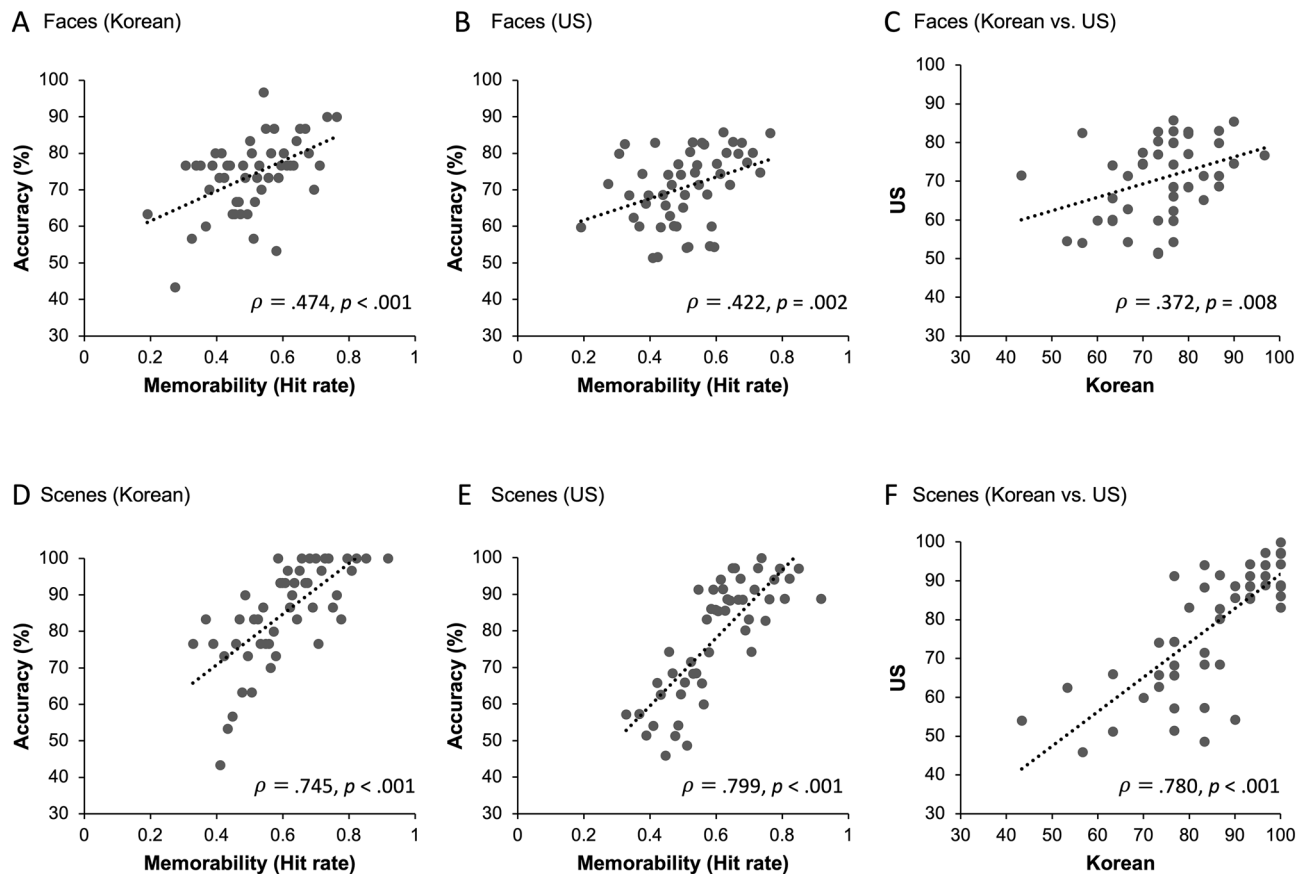 A Faces (Korean)
100
90
80
70
60
50
40
30
Accuracy (%)
0 0.2 0.4 0.6 0.8 1
Memorability (Hit rate)
ρ = .474, p < .001
B Faces (US)
100
90
80
70
60
50
40
30
Accuracy (%)
0 0.2 0.4 0.6 0.8 1
Memorability (Hit rate)
ρ = .422, p = .002
C Faces (Korean vs. US)
100
90
80
70
60
50
40
30
US
30 40 50 60 70 80 90 100
Korean
ρ = .372, p = .008
D Scenes (Korean)
100
90
80
70
60
50
40
30
Accuracy (%)
0 0.2 0.4 0.6 0.8 1
Memorability (Hit rate)
ρ = .745, p < .001
E Scenes (US)
100
90
80
70
60
50
40
30
Accuracy (%)
0 0.2 0.4 0.6 0.8 1
Memorability (Hit rate)
ρ = .799, p < .001
F Scenes (Korean vs. US)
100
90
80
70
60
50
40
30
US
30 40 50 60 70 80 90 100
Korean
ρ = .780, p < .001